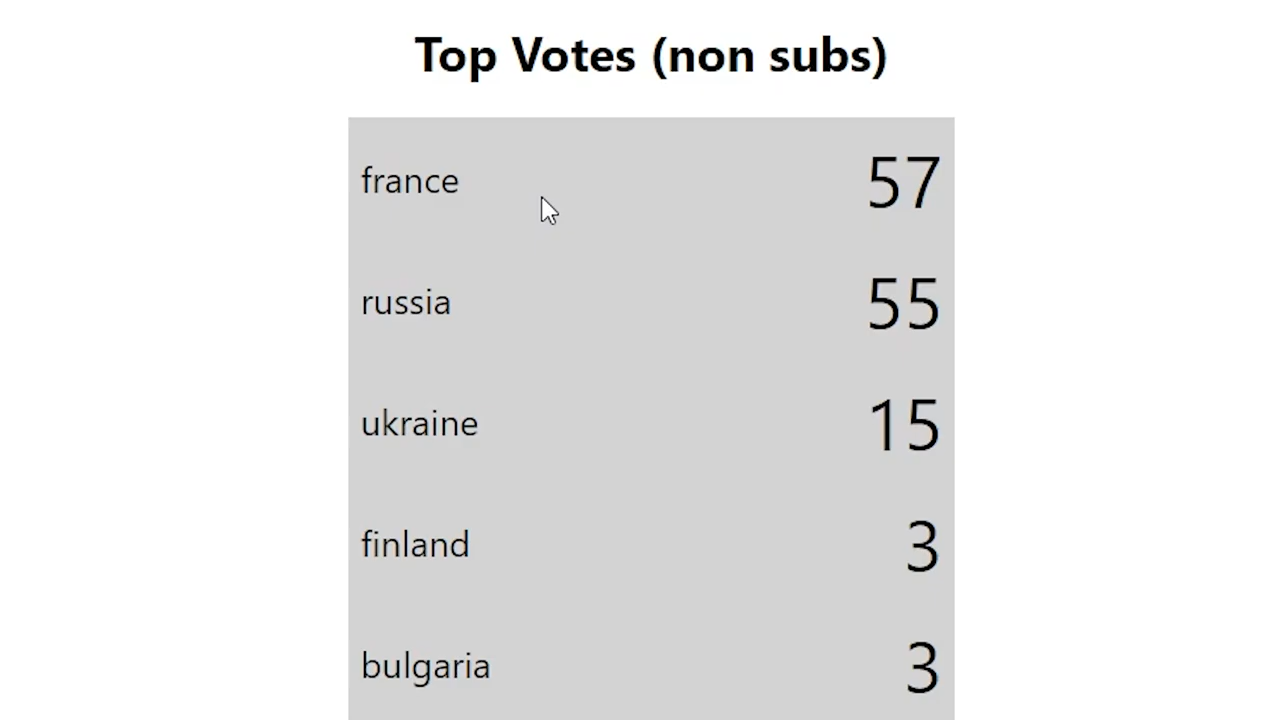 Top Votes (non subs)
france 57
russia 55
ukraine 15
finland 3
bulgaria 3